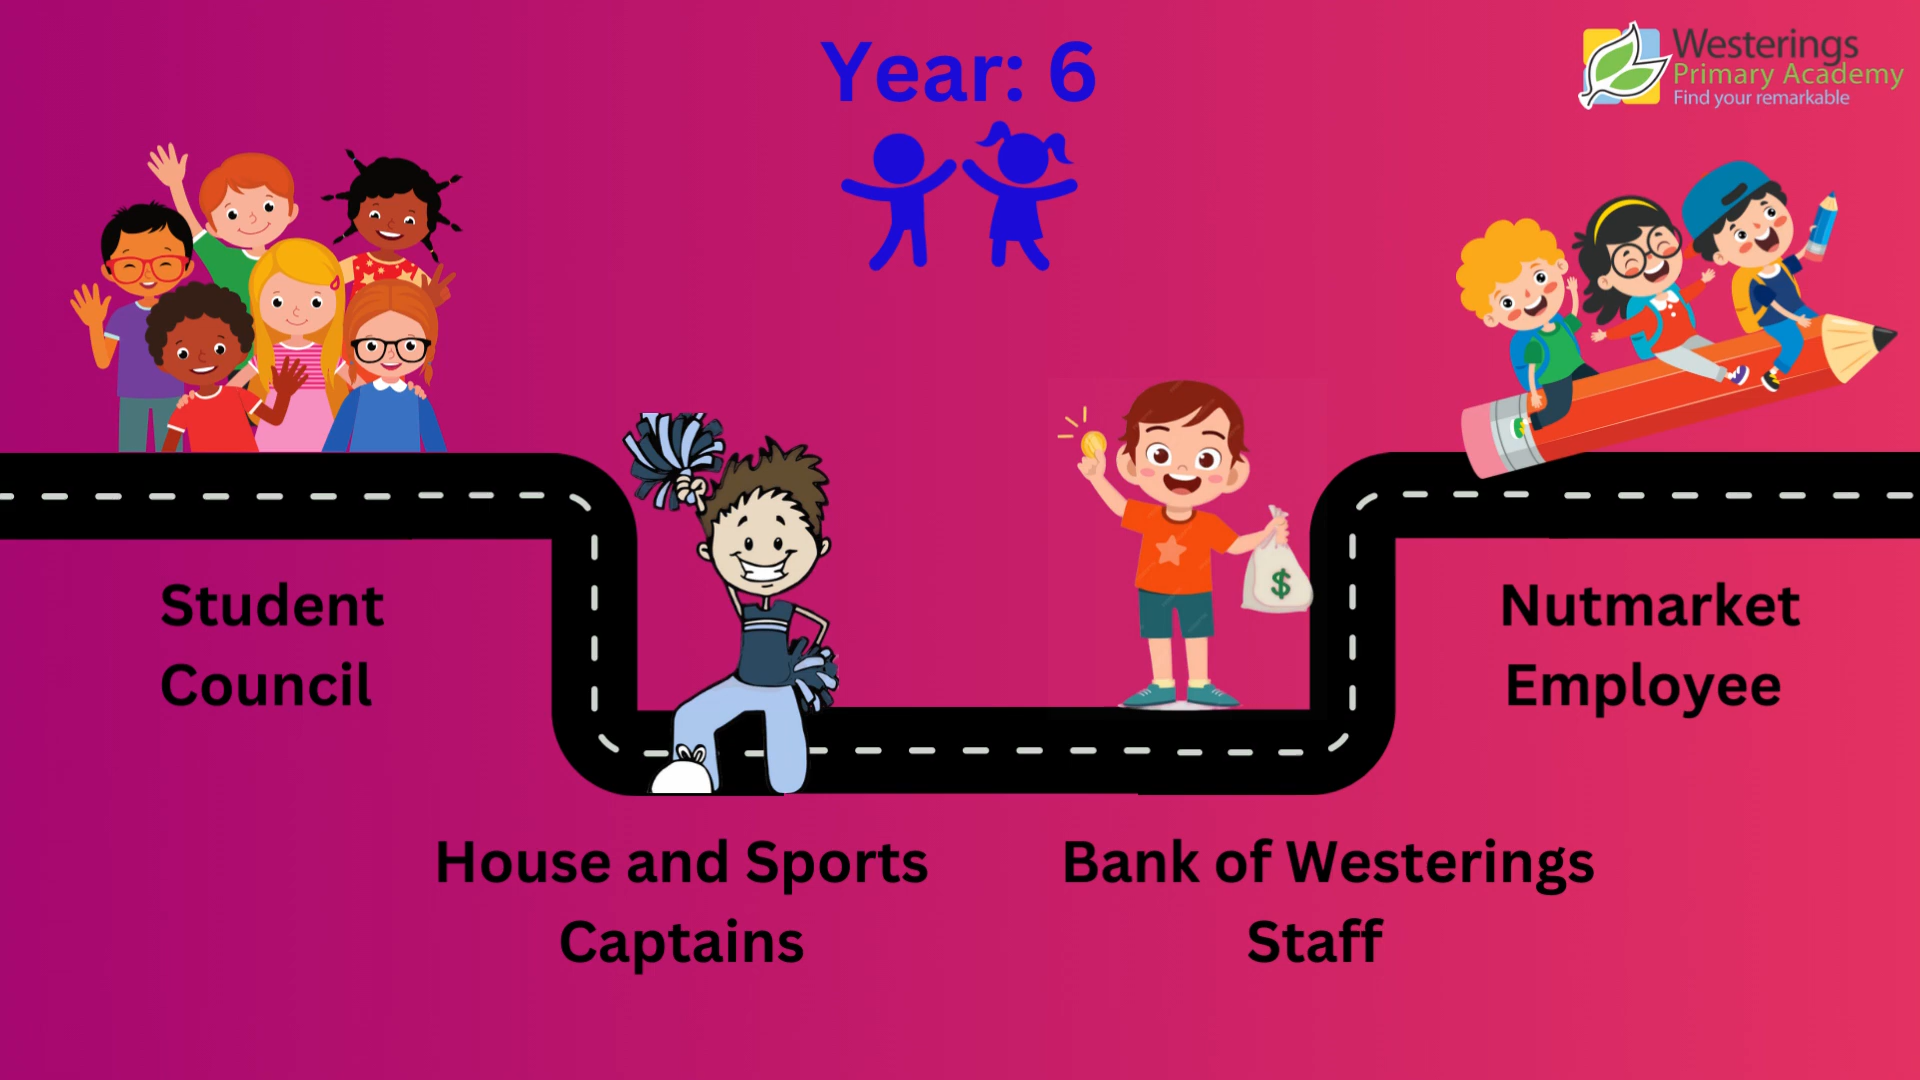 Year: 6
Westerings
Primary Academy
Find your remarkable
$
Student
Council
Nutmarket
Employee
House and Sports
Captains
Bank of Westerings
Staff